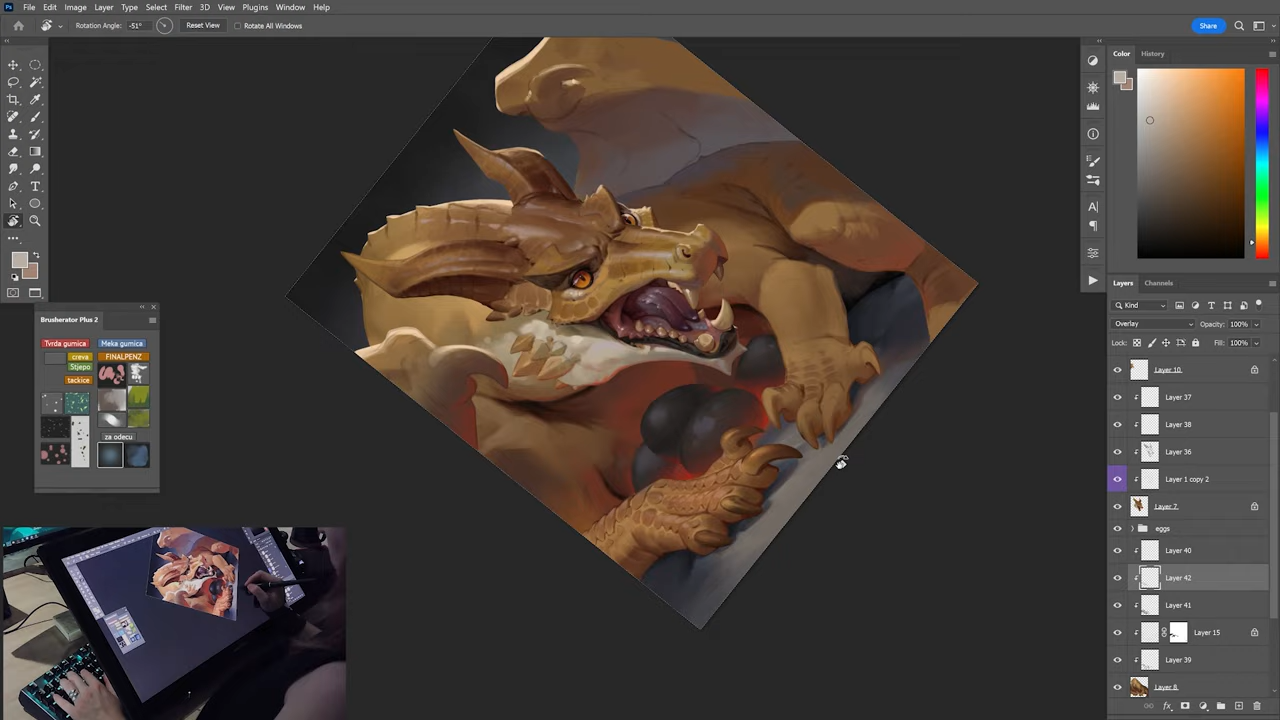 Ps File Edit Image Layer Type Select Filter 3D View Plugins Window Help
Rotation Angle: -51° Reset View Rotate All Windows Share
Color History
Brusherator Plus 2
Tvrda gumica Meka gumica
creva FINALPENZ
Stjepo
tackice
za odecu
Layers Channels
Kind
Overlay Opacity: 100%
Lock: Fill: 100%
Layer 10
Layer 37
Layer 38
Layer 36
Layer 1 copy 2
Layer 7
eggs
Layer 40
Layer 42
Layer 41
Layer 15
Layer 39
Layer 8
fx